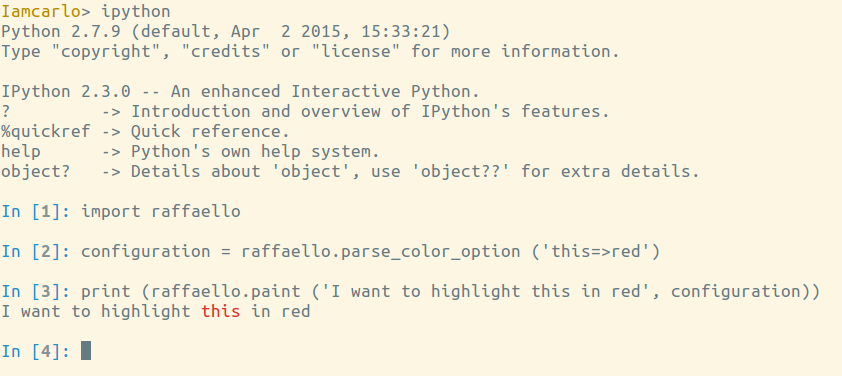 Iamcarlo> ipython
Python 2.7.9 (default, Apr  2 2015, 15:33:21)
Type "copyright", "credits" or "license" for more information.
IPython 2.3.0 -- An enhanced Interactive Python.
?         -> Introduction and overview of IPython's features.
%quickref -> Quick reference.
help      -> Python's own help system.
object?   -> Details about 'object', use 'object??' for extra details.
In [1]: import raffaello
In [2]: configuration = raffaello.parse_color_option ('this=>red')
In [3]: print (raffaello.paint ('I want to highlight this in red', configuration))
I want to highlight this in red
In [4]: